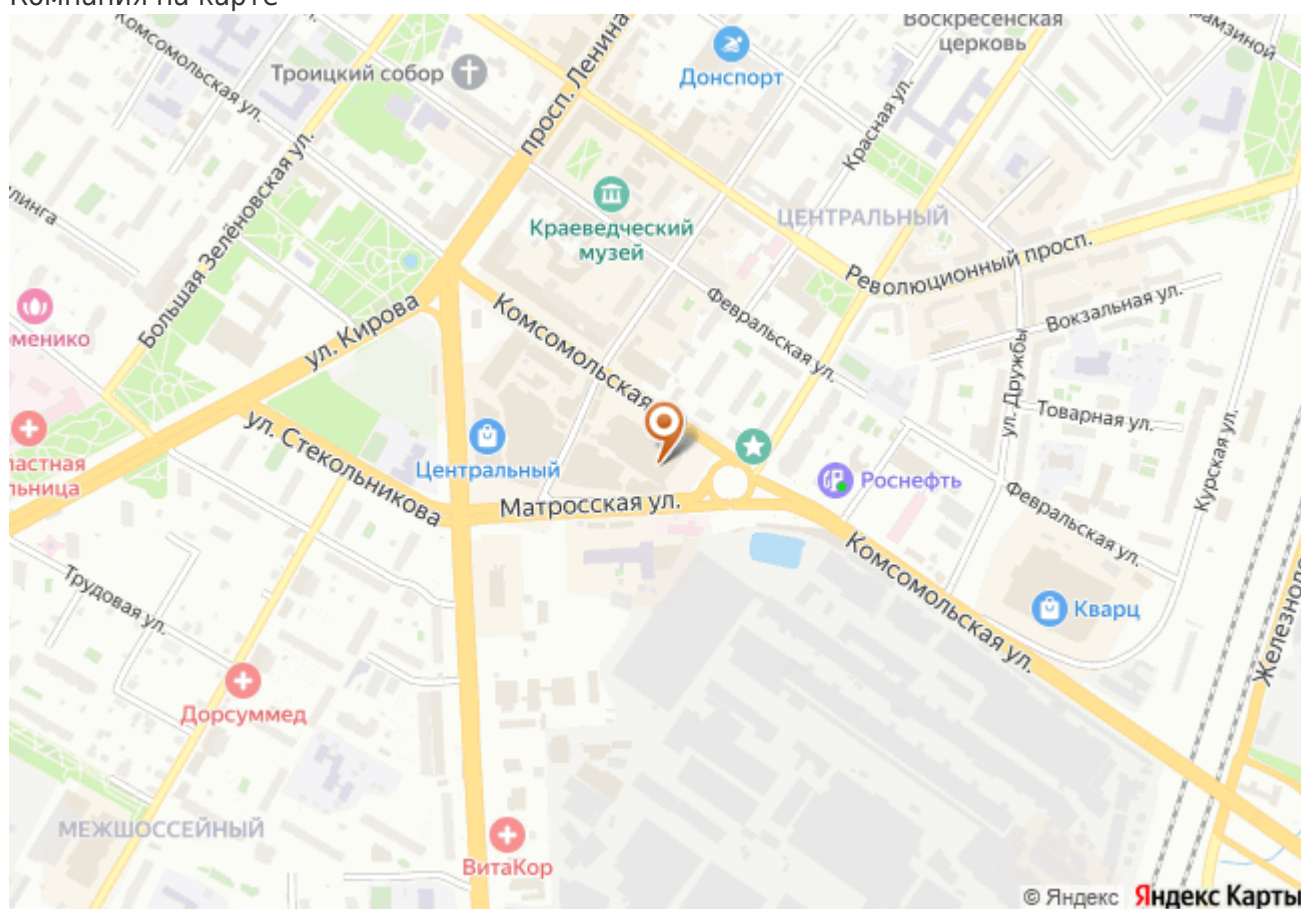 Компания на карте
Воскресенская
церковь
Комсомольская ул.
Троицкий собор
просп. Ленина
Донспорт
Красная ул.
Большая Зелёновская ул.
Краеведческий
музей
ЦЕНТРАЛЬНЫЙ
Революционный просп.
Февральская ул.
Вокзальная ул.
ул. Кирова
Комсомольская
ул. Дружбы
Товарная ул.
Курская ул.
ул. Стекольникова
Центральный
Роснефть
Матросская ул.
Февральская ул.
Комсомольская ул.
Трудовая ул.
Кварц
Дорсуммед
МЕЖШОССЕЙНЫЙ
ВитаКор
© Яндекс Яндекс Карты